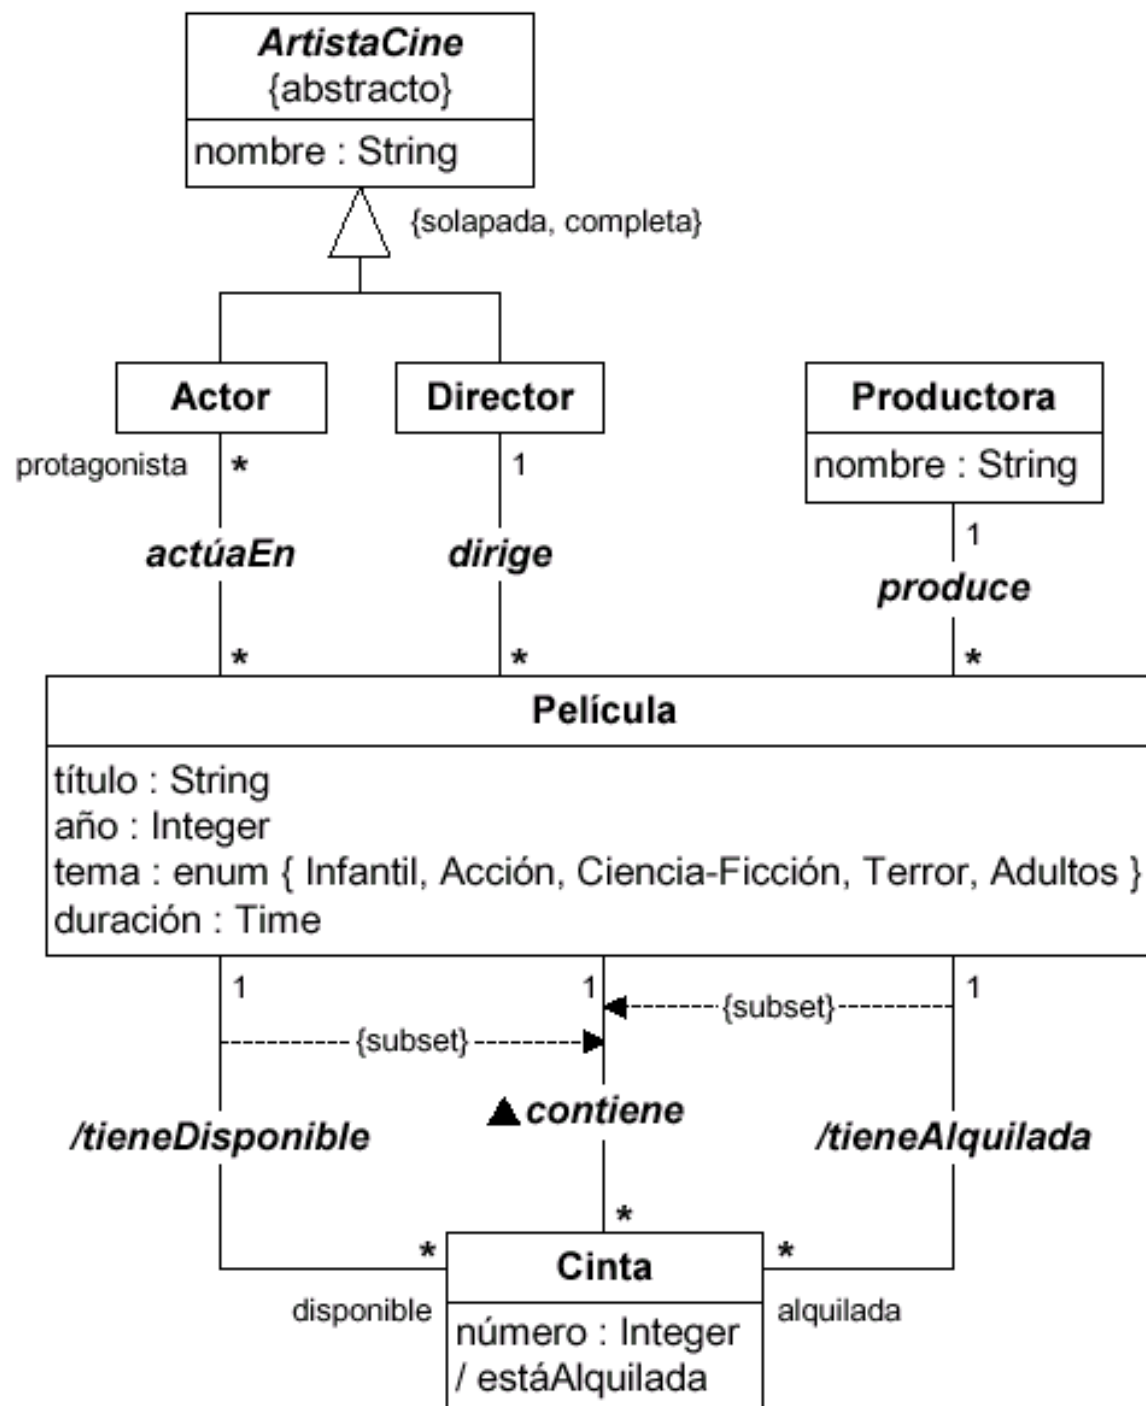 ArtistaCine
{abstracto}
nombre : String
{solapada, completa}
Actor
Director
Productora
nombre : String
protagonista
*
1
1
actúaEn
dirige
produce
*
*
*
Película
título : String
año : Integer
tema : enum { Infantil, Acción, Ciencia-Ficción, Terror, Adultos }
duración : Time
1
1
1
{subset}
{subset}
contiene
/tieneDisponible
/tieneAlquilada
*
*
*
Cinta
disponible
alquilada
número : Integer
/ estáAlquilada